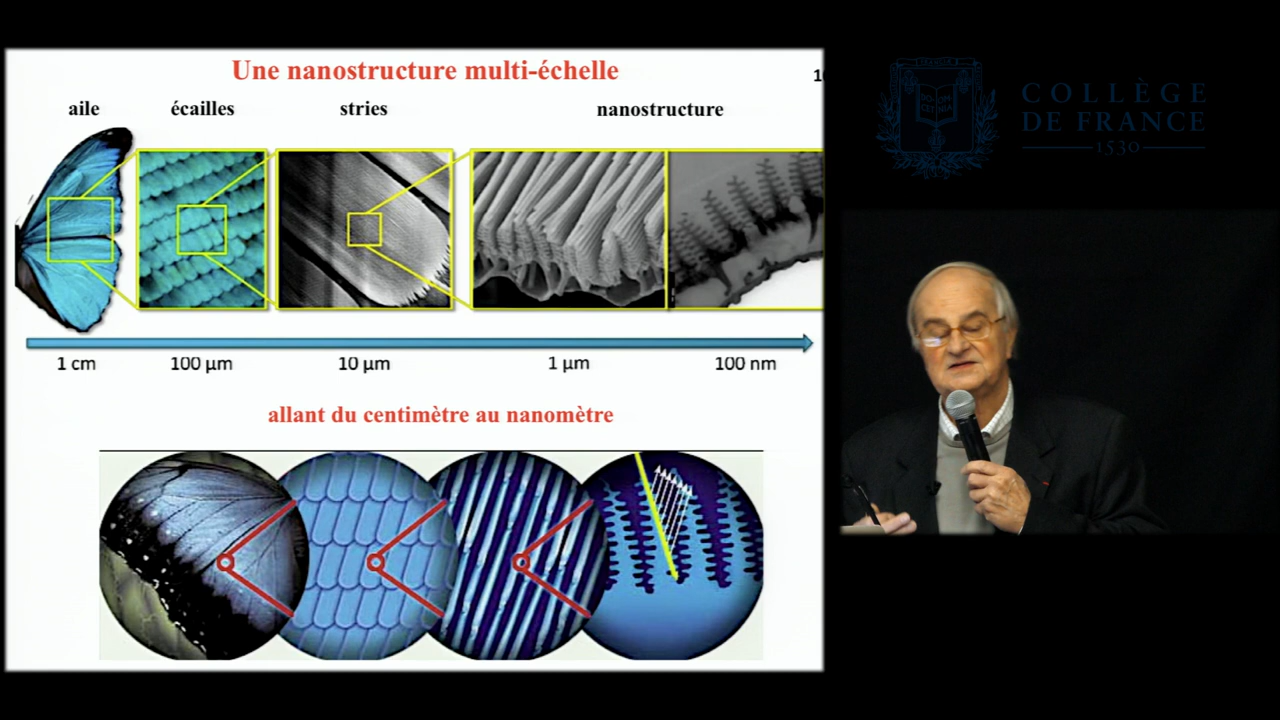 Une nanostructure multi-échelle
aile
écailles
stries
nanostructure
1 cm
100 µm
10 µm
1 µm
100 nm
allant du centimètre au nanomètre
COLLÈGE
DE FRANCE
1530